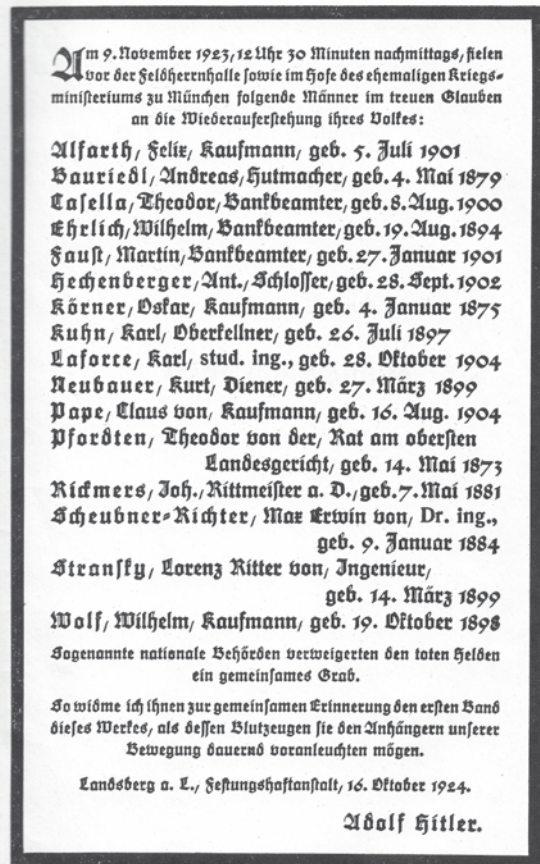 Am 9. November 1923, 12 Uhr 30 Minuten nachmittags, fielen
vor der Feldherrnhalle sowie im Hofe des ehemaligen Kriegs-
ministeriums zu München folgende Männer im treuen Glauben
an die Wiederauferstehung ihres Volkes:
Alfarth, Felix, Kaufmann, geb. 5. Juli 1901
Bauriedl, Andreas, Hutmacher, geb. 4. Mai 1879
Casella, Theodor, Bankbeamter, geb. 8. Aug. 1900
Ehrlich, Wilhelm, Bankbeamter, geb. 19. Aug. 1894
Faust, Martin, Bankbeamter, geb. 27. Januar 1901
Hechenberger, Ant., Schlosser, geb. 28. Sept. 1902
Körner, Oskar, Kaufmann, geb. 4. Januar 1875
Kuhn, Karl, Oberkellner, geb. 26. Juli 1897
Laforce, Karl, stud. ing., geb. 28. Oktober 1904
Neubauer, Kurt, Diener, geb. 27. März 1899
Pape, Claus von, Kaufmann, geb. 16. Aug. 1904
Pfordten, Theodor von der, Rat am obersten
Landesgericht, geb. 14. Mai 1873
Rickmers, Joh., Rittmeister a. D., geb. 7. Mai 1881
Scheubner-Richter, Max Erwin von, Dr. ing.,
geb. 9. Januar 1884
Stransky, Lorenz Ritter von, Ingenieur,
geb. 14. März 1899
Wolf, Wilhelm, Kaufmann, geb. 19. Oktober 1898
Sogenannte nationale Behörden verweigerten den toten Helden
ein gemeinsames Grab.
So widme ich ihnen zur gemeinsamen Erinnerung den ersten Band
dieses Werkes, als dessen Blutzeugen sie den Anhängern unserer
Bewegung dauernd voranleuchten mögen.
Landsberg a. L., Festungshaftanstalt, 16. Oktober 1924.
Adolf Hitler.